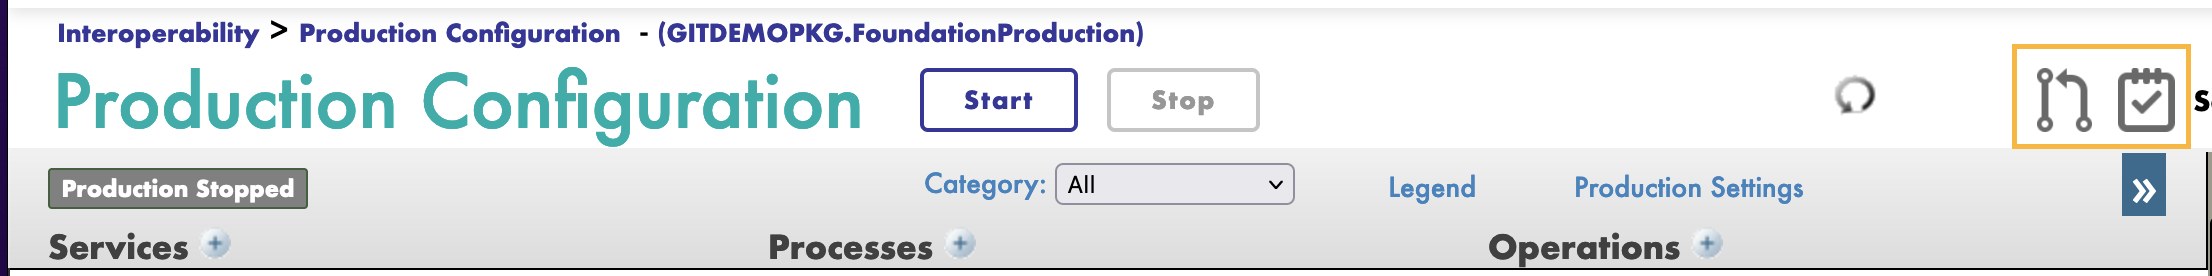 Interoperability > Production Configuration - (GITDEMOPKG.FoundationProduction)
Production Configuration Start Stop
Production Stopped Category: All Legend Production Settings »
Services + Processes + Operations +